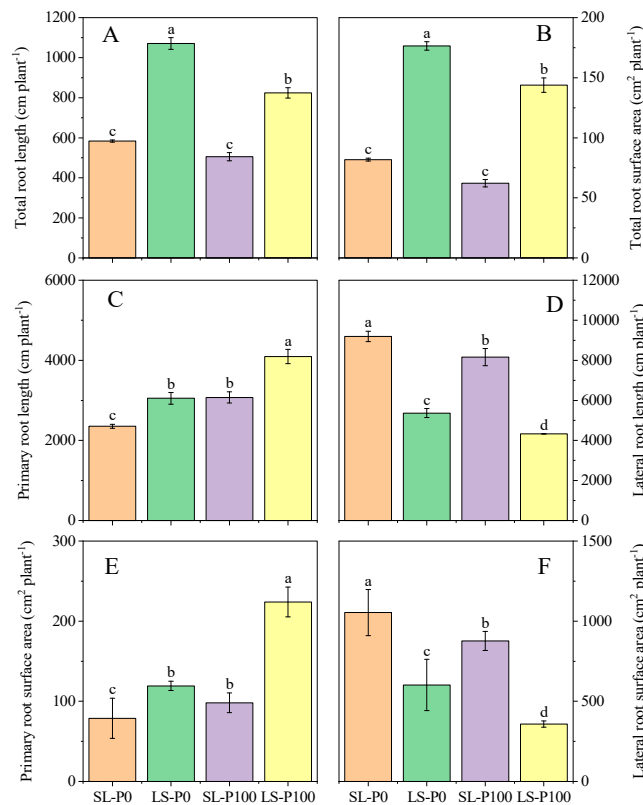 A
B
Total root length (cm plant-1)
1200
1000
800
600
400
200
0
c
a
c
b
c
a
c
b
200
150
100
50
0
Total root surface area (cm2 plant-1)
C
D
Primary root length (cm plant-1)
6000
4000
2000
0
c
b
b
a
a
c
b
d
12000
10000
8000
6000
4000
2000
0
Lateral root length (cm plant-1)
E
F
Primary root surface area (cm2 plant-1)
300
200
100
0
c
b
b
a
a
c
b
d
1500
1000
500
0
Lateral root surface area (cm2 plant-1)
SL-P0 LS-P0 SL-P100 LS-P100
SL-P0 LS-P0 SL-P100 LS-P100